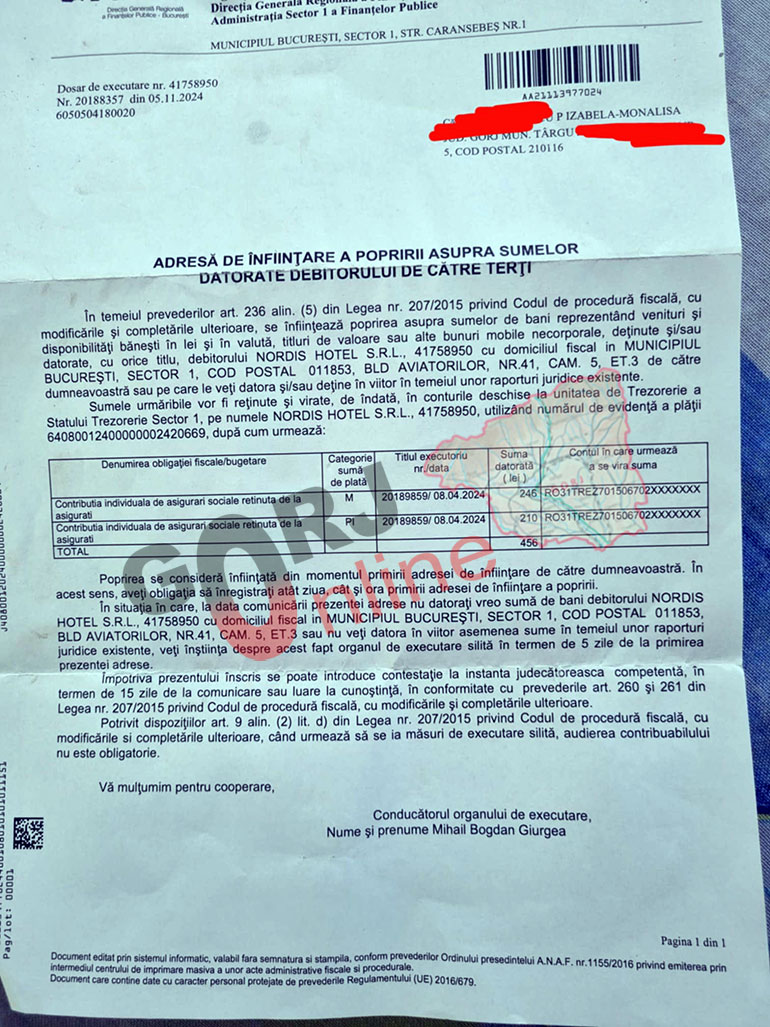 Direcția Generală Regională
a Finanțelor Publice - București
Direcția Generală
Administrația Sector 1 a Finanțelor Publice
MUNICIPIUL BUCUREȘTI, SECTOR 1, STR. CARANSEBEȘ NR.1
Dosar de executare nr. 41758950
Nr. 20188357 din 05.11.2024
6050504180020
AA21113977024
P IZABELA-MONALISA
JUD. GORJ MUN. TÂRGU
5, COD POSTAL 210116
ADRESĂ DE ÎNFIINȚARE A POPRIRII ASUPRA SUMELOR
DATORATE DEBITORULUI DE CĂTRE TERȚI
În temeiul prevederilor art. 236 alin. (5) din Legea nr. 207/2015 privind Codul de procedură fiscală, cu
modificările și completările ulterioare, se înființează poprirea asupra sumelor de bani reprezentând venituri și
disponibilități bănești în lei și în valută, titluri de valoare sau alte bunuri mobile necorporale, deținute și/sau
datorate, cu orice titlu, debitorului NORDIS HOTEL S.R.L., 41758950 cu domiciliul fiscal in MUNICIPIUL
BUCUREȘTI, SECTOR 1, COD POSTAL 011853, BLD AVIATORILOR, NR.41, CAM. 5, ET.3 de către
dumneavoastră sau pe care le veți datora și/sau deține în viitor în temeiul unor raporturi juridice existente.
Sumele urmăribile vor fi reținute și virate, de îndată, în conturile deschise la unitatea de Trezorerie a
Statului Trezorerie Sector 1, pe numele NORDIS HOTEL S.R.L., 41758950, utilizând numărul de evidență a plății
64080012400000002420669, după cum urmează:
Denumirea obligației fiscale/bugetare Categorie sumă de plată Titlul executoriu nr./data Suma datorată ( lei ) Contul în care urmează a se vira suma
Contributia individuala de asigurari sociale retinuta de la asigurati M 20189859/ 08.04.2024 246 RO31TREZ701506702XXXXXXX
Contributia individuala de asigurari sociale retinuta de la asigurati PI 20189859/ 08.04.2024 210 RO31TREZ701506702XXXXXXX
TOTAL 456
GORJ
Online
Poprirea se consideră înființată din momentul primirii adresei de înființare de către dumneavoastră. În
acest sens, aveți obligația să înregistrați atât ziua, cât și ora primirii adresei de înființare a popririi.
În situația în care, la data comunicării prezentei adrese nu datorați vreo sumă de bani debitorului NORDIS
HOTEL S.R.L., 41758950 cu domiciliul fiscal in MUNICIPIUL BUCUREȘTI, SECTOR 1, COD POSTAL 011853,
BLD AVIATORILOR, NR.41, CAM. 5, ET.3 sau nu veți datora în viitor asemenea sume în temeiul unor raporturi
juridice existente, veți înștiința despre acest fapt organul de executare silită în termen de 5 zile de la primirea
prezentei adrese.
Împotriva prezentului înscris se poate introduce contestație la instanta judecătoreasca competentă, în
termen de 15 zile de la comunicare sau luare la cunoștință, în conformitate cu prevederile art. 260 și 261 din
Legea nr. 207/2015 privind Codul de procedură fiscală, cu modificările și completările ulterioare.
Potrivit dispozițiilor art. 9 alin. (2) lit. d) din Legea nr. 207/2015 privind Codul de procedură fiscală, cu
modificările si completările ulterioare, când urmează să se ia măsuri de executare silită, audierea contribuabilului
nu este obligatorie.
Vă mulțumim pentru cooperare,
Conducătorul organului de executare,
Nume și prenume Mihail Bogdan Giurgea
Pag/lot: 00001
Pagina 1 din 1
Document editat prin sistemul informatic, valabil fara semnatura si stampila, conform prevederilor Ordinului presedintelui A.N.A.F. nr.1155/2016 privind emiterea prin
intermediul centrului de imprimare masiva a unor acte administrative fiscale si procedurale.
Document care contine date cu caracter personal protejate de prevederile Regulamentului (UE) 2016/679.